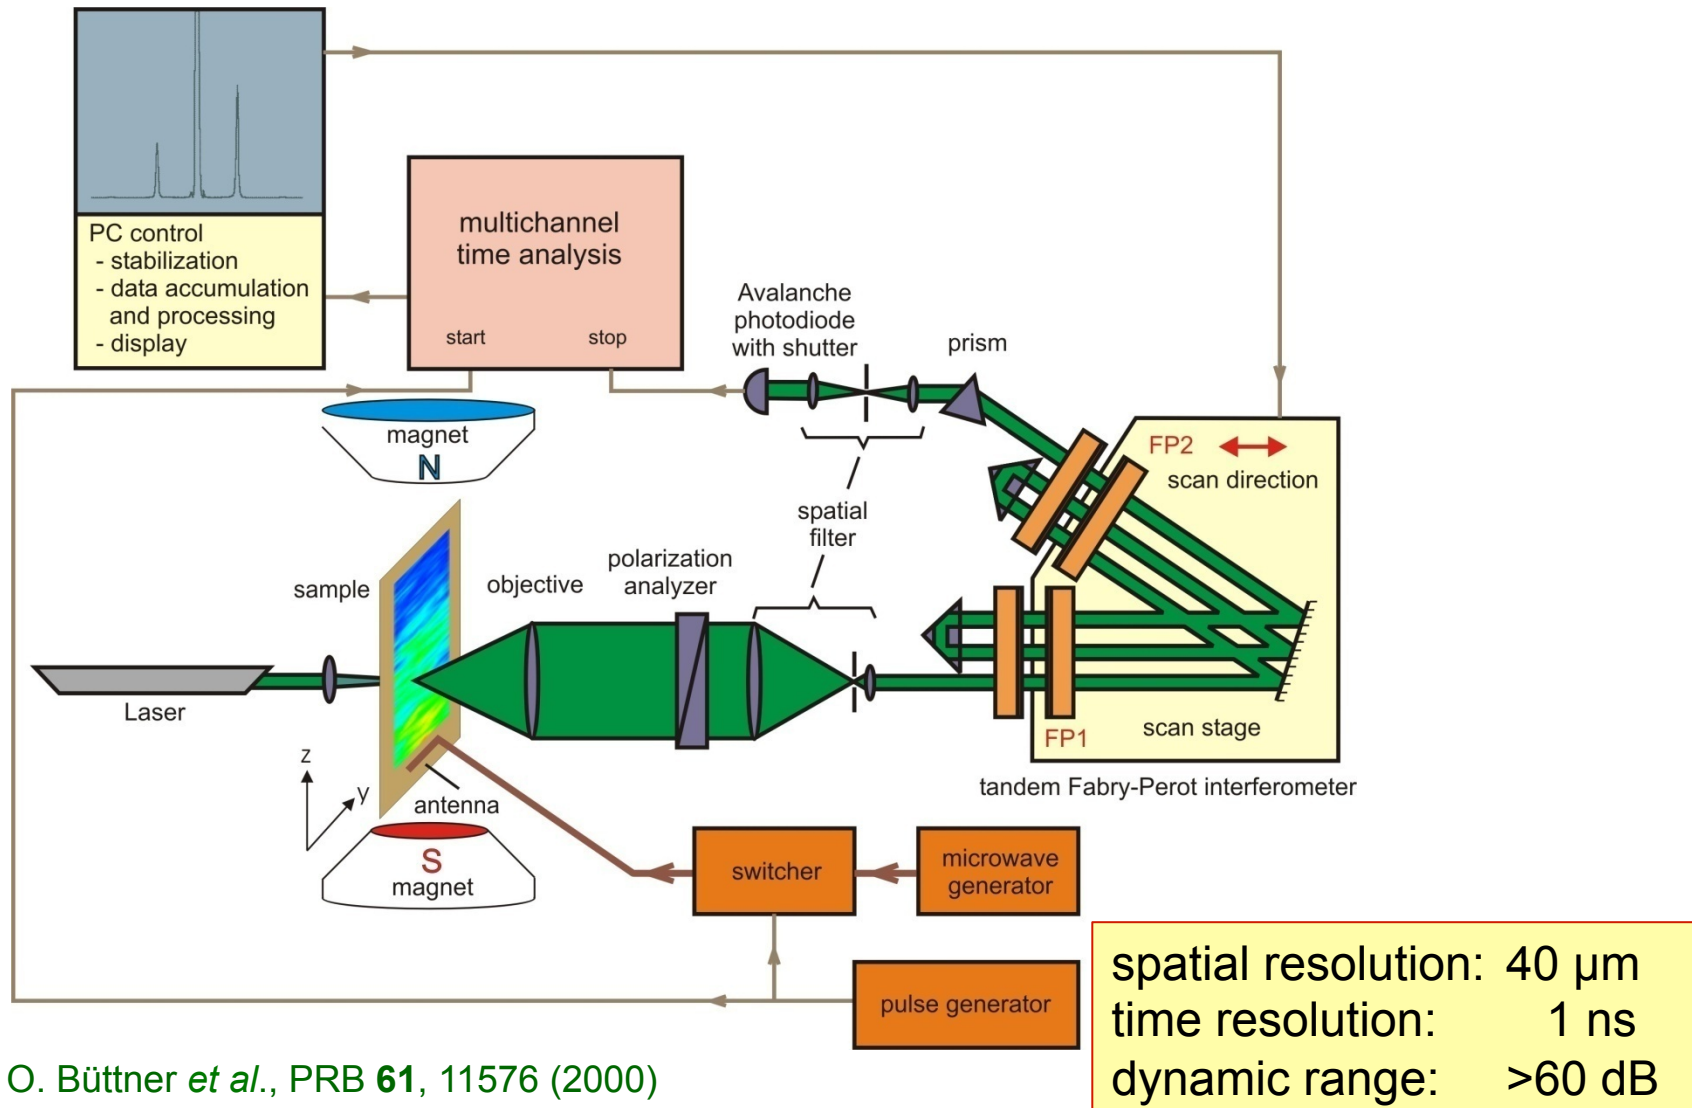 PC control
- stabilization
- data accumulation
and processing
- display
multichannel
time analysis
start
stop
Avalanche
photodiode
with shutter
prism
magnet
N
FP2
scan direction
spatial
filter
polarization
analyzer
objective
sample
Laser
FP1
scan stage
z
y
antenna
tandem Fabry-Perot interferometer
S
magnet
switcher
microwave
generator
pulse generator
spatial resolution: 40 µm
time resolution: 1 ns
dynamic range: >60 dB
O. Büttner et al., PRB 61, 11576 (2000)